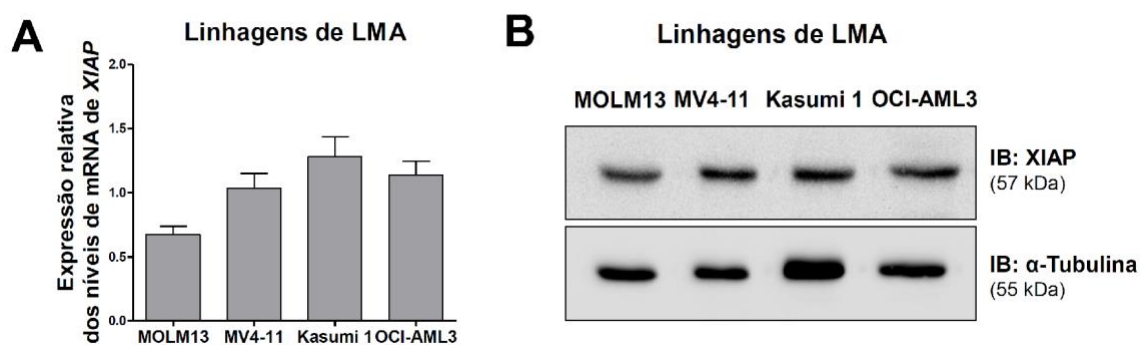 A
Linhagens de LMA
Expressão relativa
dos níveis de mRNA de XIAP
2.0
1.5
1.0
0.5
0.0
MOLM13 MV4-11 Kasumi 1 OCI-AML3
B
Linhagens de LMA
MOLM13 MV4-11 Kasumi 1 OCI-AML3
IB: XIAP
(57 kDa)
IB: α-Tubulina
(55 kDa)